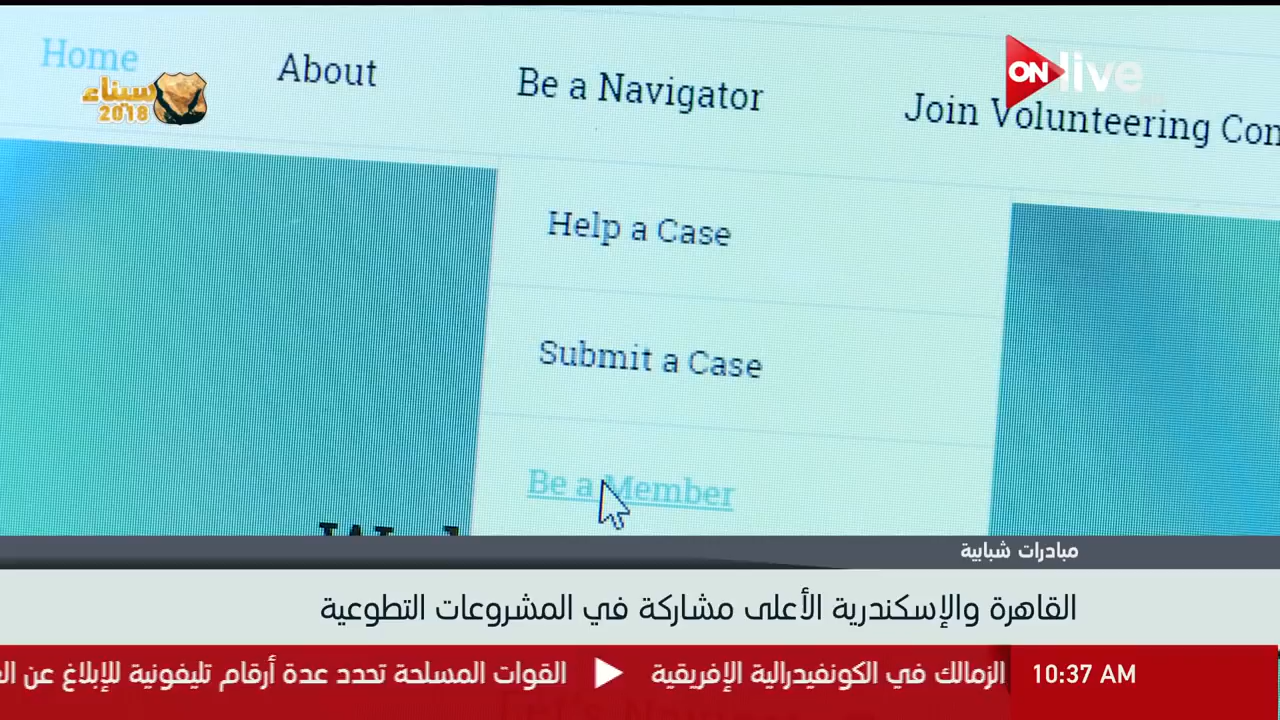 Home
About
Be a Navigator
Join Volunteering
ON live
سيناء
2018
Help a Case
Submit a Case
Be a Member
مبادرات شبابية
القاهرة والإسكندرية الأعلى مشاركة في المشروعات التطوعية
10:37 AM
الزمالك في الكونفيدرالية الإفريقية
القوات المسلحة تحدد عدة أرقام تليفونية للإبلاغ عن